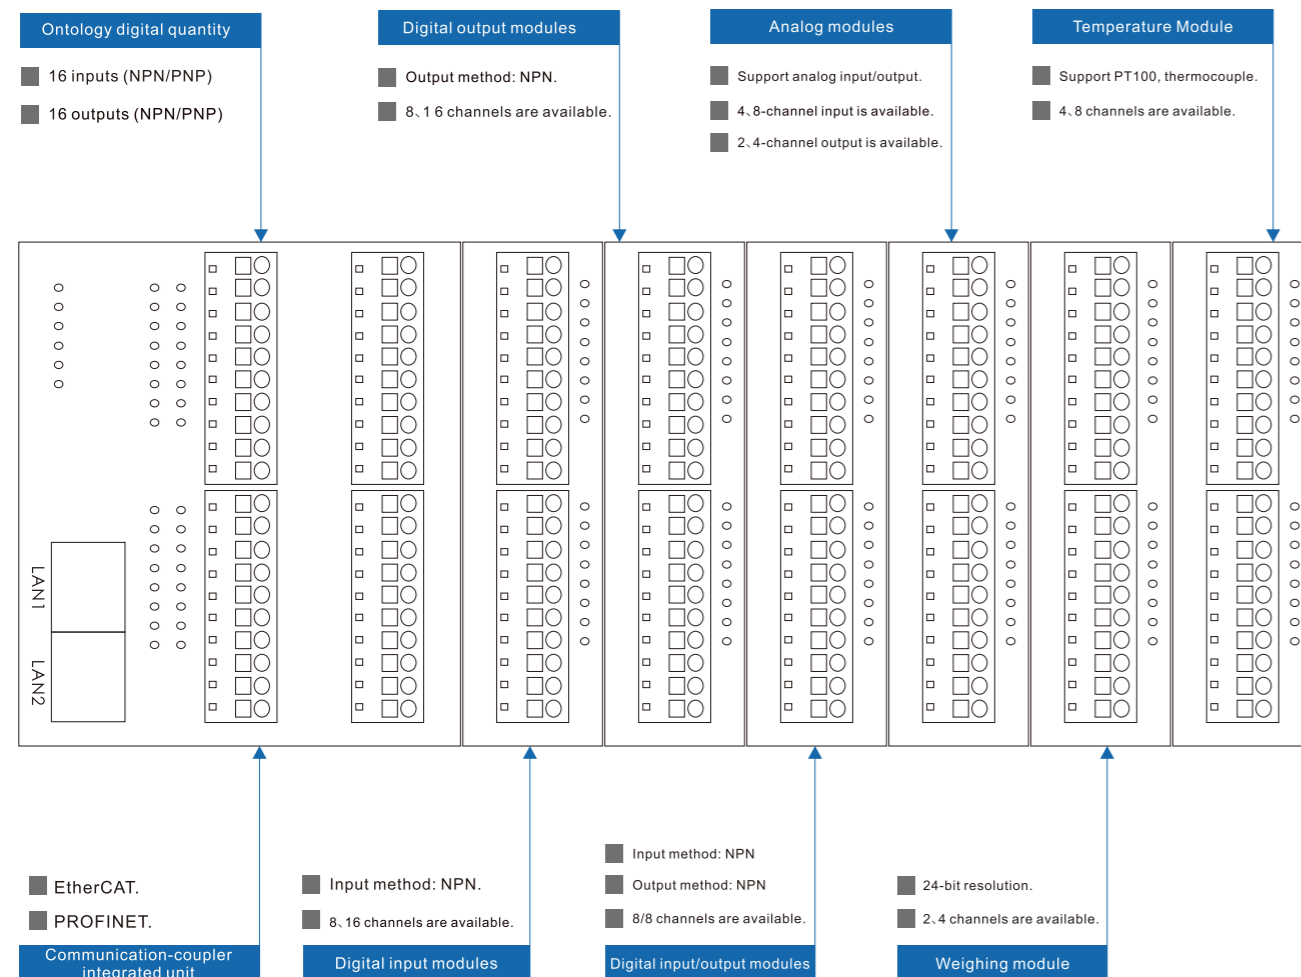 Ontology digital quantity
16 inputs (NPN/PNP)
16 outputs (NPN/PNP)
Digital output modules
Output method: NPN.
8、1 6 channels are available.
Analog modules
Support analog input/output.
4、8-channel input is available.
2、4-channel output is available.
Temperature Module
Support PT100, thermocouple.
4、8 channels are available.
LAN1
LAN2
EtherCAT.
PROFINET.
Communication-coupler
integrated unit
Input method: NPN.
8、16 channels are available.
Digital input modules
Input method: NPN
Output method: NPN
8/8 channels are available.
Digital input/output modules
24-bit resolution.
2、4 channels are available.
Weighing module